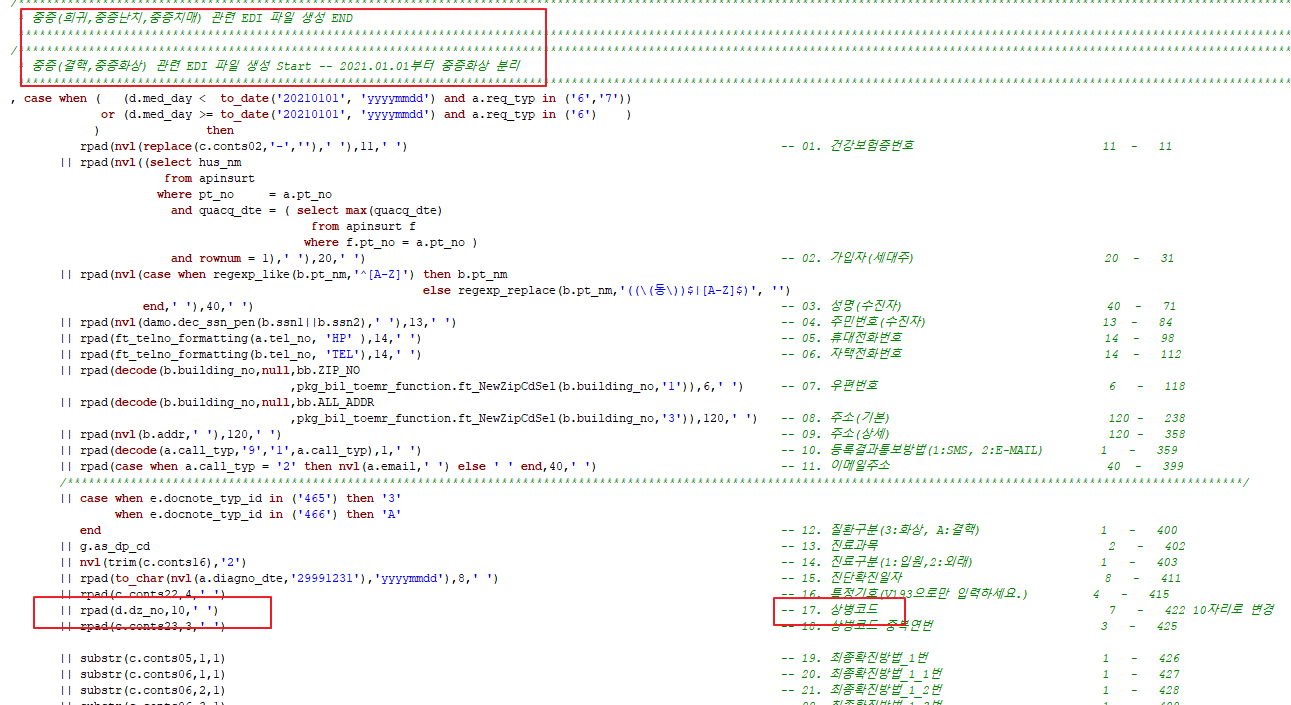 /****************************************************************
* 중증(희귀,중증난치,중증치매) 관련 EDI 파일 생성 END
****************************************************************
/****************************************************************
* 중증(결핵,중증화상) 관련 EDI 파일 생성 Start -- 2021.01.01부터 중증화상 분리
****************************************************************
, case when (   (d.med_day <  to_date('20210101', 'yyyymmdd') and a.req_typ in ('6','7'))
or (d.med_day >= to_date('20210101', 'yyyymmdd') and a.req_typ in ('6')    )
)               then
rpad(nvl(replace(c.conts02,'-',''),' '),11,' ') -- 01. 건강보험증번호 11 - 11
|| rpad(nvl((select hus_nm
from apinsurt
where pt_no     = a.pt_no
and quacq_dte = ( select max(quacq_dte)
from apinsurt f
where f.pt_no = a.pt_no )
and rownum = 1),' '),20,' ') -- 02. 가입자(세대주) 20 - 31
|| rpad(nvl(case when regexp_like(b.pt_nm,'^[A-Z]') then b.pt_nm
else regexp_replace(b.pt_nm,'((\(통\))$|[A-Z]$)', '')
end,' '),40,' ') -- 03. 성명(수진자) 40 - 71
|| rpad(nvl(damo.dec_ssn_pen(b.ssn1||b.ssn2),' '),13,' ') -- 04. 주민번호(수진자) 13 - 84
|| rpad(ft_telno_formatting(a.tel_no, 'HP' ),14,' ') -- 05. 휴대전화번호 14 - 98
|| rpad(ft_telno_formatting(b.tel_no, 'TEL'),14,' ') -- 06. 자택전화번호 14 - 112
|| rpad(decode(b.building_no,null,bb.ZIP_NO
,pkg_bil_toemr_function.ft_NewZipCdSel(b.building_no,'1')),6,' ') -- 07. 우편번호 6 - 118
|| rpad(decode(b.building_no,null,bb.ALL_ADDR
,pkg_bil_toemr_function.ft_NewZipCdSel(b.building_no,'3')),120,' ') -- 08. 주소(기본) 120 - 238
|| rpad(nvl(b.addr,' '),120,' ') -- 09. 주소(상세) 120 - 358
|| rpad(decode(a.call_typ,'9','1',a.call_typ),1,' ') -- 10. 등록결과통보방법(1:SMS, 2:E-MAIL) 1 - 359
|| rpad(case when a.call_typ = '2' then nvl(a.email,' ') else ' ' end,40,' ') -- 11. 이메일주소 40 - 399
/****************************************************************/
|| case when e.docnote_typ_id in ('465') then '3'
when e.docnote_typ_id in ('466') then 'A'
end -- 12. 질환구분(3:화상, A:결핵) 1 - 400
|| g.as_dp_cd -- 13. 진료과목 2 - 402
|| nvl(trim(c.conts16),'2') -- 14. 진료구분(1:입원,2:외래) 1 - 403
|| rpad(to_char(nvl(a.diagno_dte,'29991231'),'yyyymmdd'),8,' ') -- 15. 진단확진일자 8 - 411
|| rpad(c.conts22,4,' ') -- 16. 특정기호(V193으로만 입력하세요.) 4 - 415
|| rpad(d.dz_no,10,' ') -- 17. 상병코드 7 - 422 10자리로 변경
|| rpad(c.conts23,3,' ') -- 18. 상병코드 중복연번 3 - 425
|| substr(c.conts05,1,1) -- 19. 최종확진방법_1번 1 - 426
|| substr(c.conts06,1,1) -- 20. 최종확진방법_1_1번 1 - 427
|| substr(c.conts06,2,1) -- 21. 최종확진방법_1_2번 1 - 428